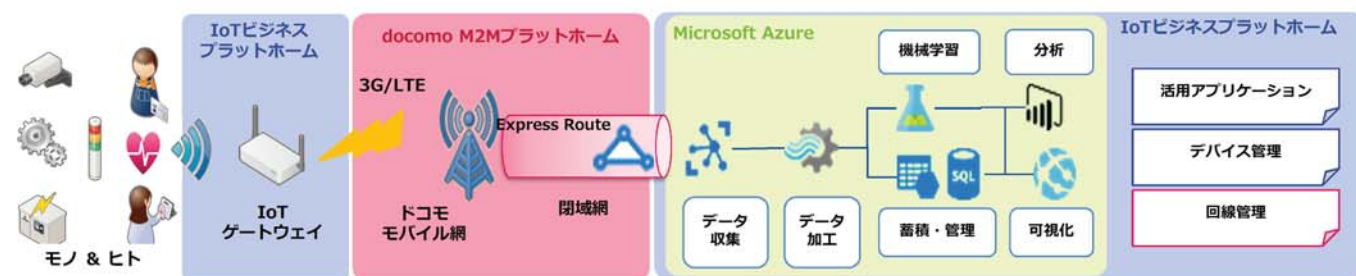 IoTビジネス
プラットホーム
docomo M2Mプラットホーム
Microsoft Azure
IoTビジネスプラットホーム
機械学習
分析
3G/LTE
Express Route
SQL
活用アプリケーション
デバイス管理
回線管理
IoT
ゲートウェイ
ドコモ
モバイル網
閉域網
データ
収集
データ
加工
蓄積・管理
可視化
モノ & ヒト